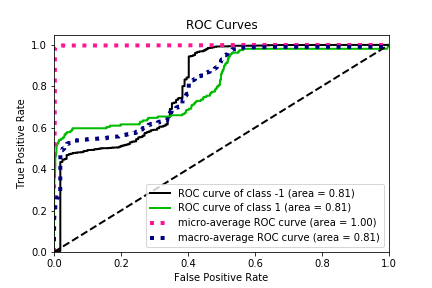 ROC Curves
True Positive Rate
1.0
0.8
0.6
0.4
0.2
0.0
ROC curve of class -1 (area = 0.81)
ROC curve of class 1 (area = 0.81)
micro-average ROC curve (area = 1.00)
macro-average ROC curve (area = 0.81)
0.0 0.2 0.4 0.6 0.8 1.0
False Positive Rate